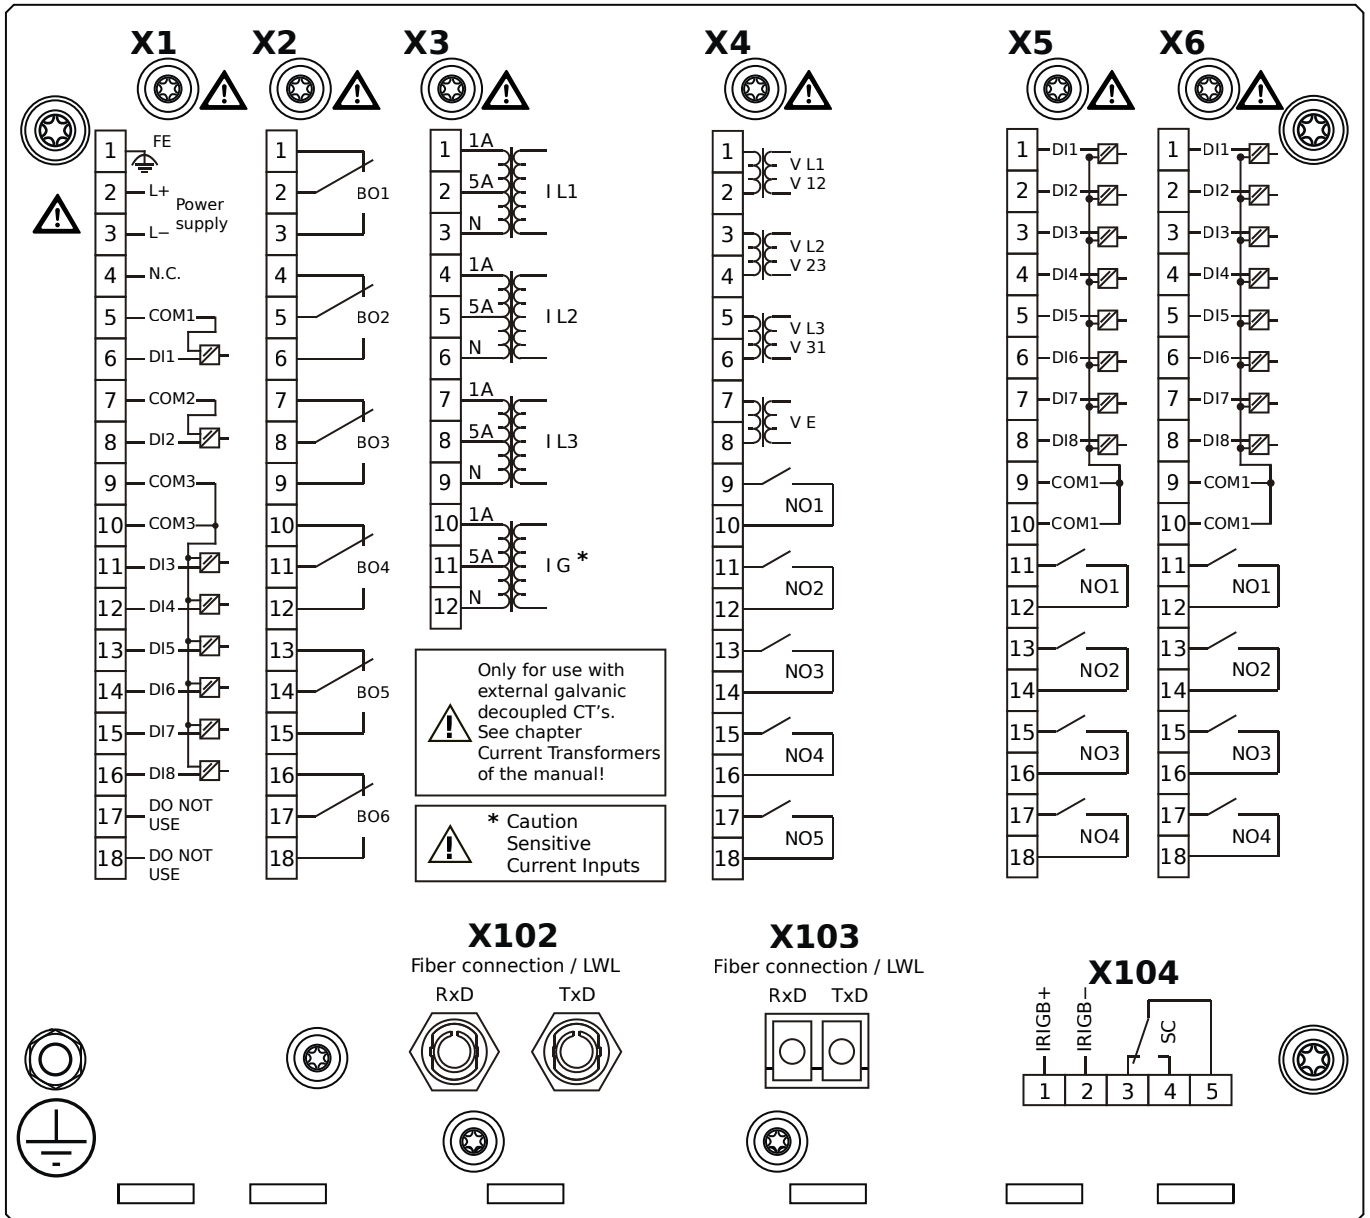 X1
X2
X3
X4
X5
X6
1 FE
2 L+
Power
supply
3 L−
4 N.C.
5 COM1
6 DI1
7 COM2
8 DI2
9 COM3
10 COM3
11 DI3
12 DI4
13 DI5
14 DI6
15 DI7
16 DI8
17 DO NOT
USE
18 DO NOT
USE
1
2 BO1
3
4
5 BO2
6
7
8 BO3
9
10
11 BO4
12
13
14 BO5
15
16
17 BO6
18
1 1A
2 5A I L1
3 N
4 1A
5 5A I L2
6 N
7 1A
8 5A I L3
9 N
10 1A
11 5A I G *
12 N
Only for use with
external galvanic
decoupled CT's.
See chapter
Current Transformers
of the manual!
* Caution
Sensitive
Current Inputs
1 V L1
2 V 12
3 V L2
4 V 23
5 V L3
6 V 31
7 V E
8
9 NO1
10
11 NO2
12
13 NO3
14
15 NO4
16
17 NO5
18
1 DI1
2 DI2
3 DI3
4 DI4
5 DI5
6 DI6
7 DI7
8 DI8
9 COM1
10 COM1
11 NO1
12
13 NO2
14
15 NO3
16
17 NO4
18
1 DI1
2 DI2
3 DI3
4 DI4
5 DI5
6 DI6
7 DI7
8 DI8
9 COM1
10 COM1
11 NO1
12
13 NO2
14
15 NO3
16
17 NO4
18
X102
Fiber connection / LWL
RxD TxD
X103
Fiber connection / LWL
RxD TxD
X104
IRIGB+
IRIGB−
SC
1 2 3 4 5